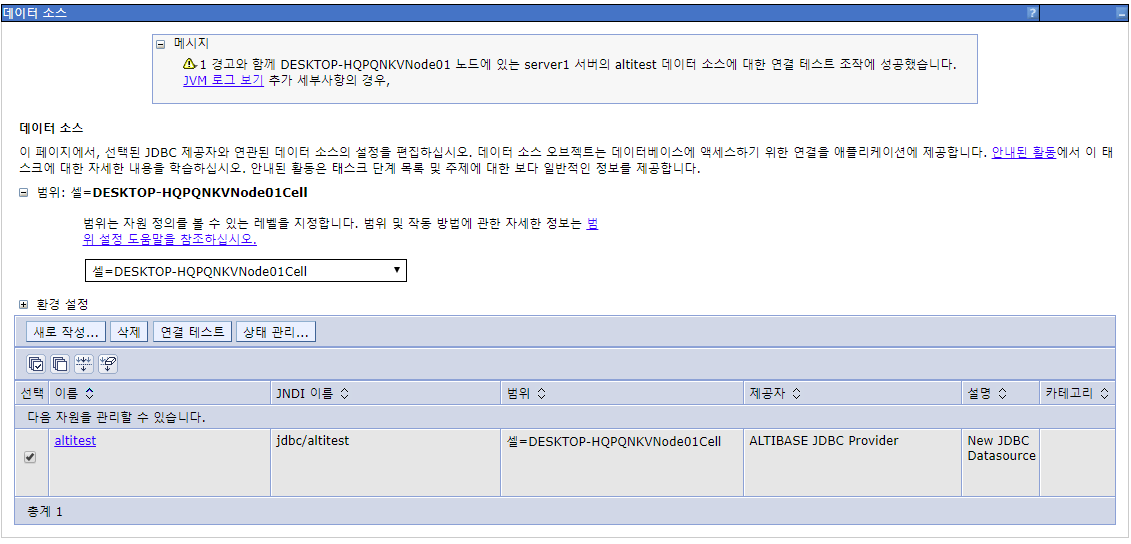 데이터 소스
메시지
1 경고와 함께 DESKTOP-HQPQNKVNode01 노드에 있는 server1 서버의 altitest 데이터 소스에 대한 연결 테스트 조작에 성공했습니다.
JVM 로그 보기 추가 세부사항의 경우,
데이터 소스
이 페이지에서, 선택된 JDBC 제공자와 연관된 데이터 소스의 설정을 편집하십시오. 데이터 소스 오브젝트는 데이터베이스에 액세스하기 위한 연결을 애플리케이션에 제공합니다. 안내된 활동에서 이 태
스크에 대한 자세한 내용을 학습하십시오. 안내된 활동은 태스크 단계 목록 및 주제에 대한 보다 일반적인 정보를 제공합니다.
범위: 셀=DESKTOP-HQPQNKVNode01Cell
범위는 자원 정의를 볼 수 있는 레벨을 지정합니다. 범위 및 작동 방법에 관한 자세한 정보는 범
위 설정 도움말을 참조하십시오.
셀=DESKTOP-HQPQNKVNode01Cell
환경 설정
새로 작성... 삭제 연결 테스트 상태 관리...
선택 이름 JNDI 이름 범위 제공자 설명 카테고리
다음 자원을 관리할 수 있습니다.
altitest jdbc/altitest 셀=DESKTOP-HQPQNKVNode01Cell ALTIBASE JDBC Provider New JDBC
Datasource
총계 1